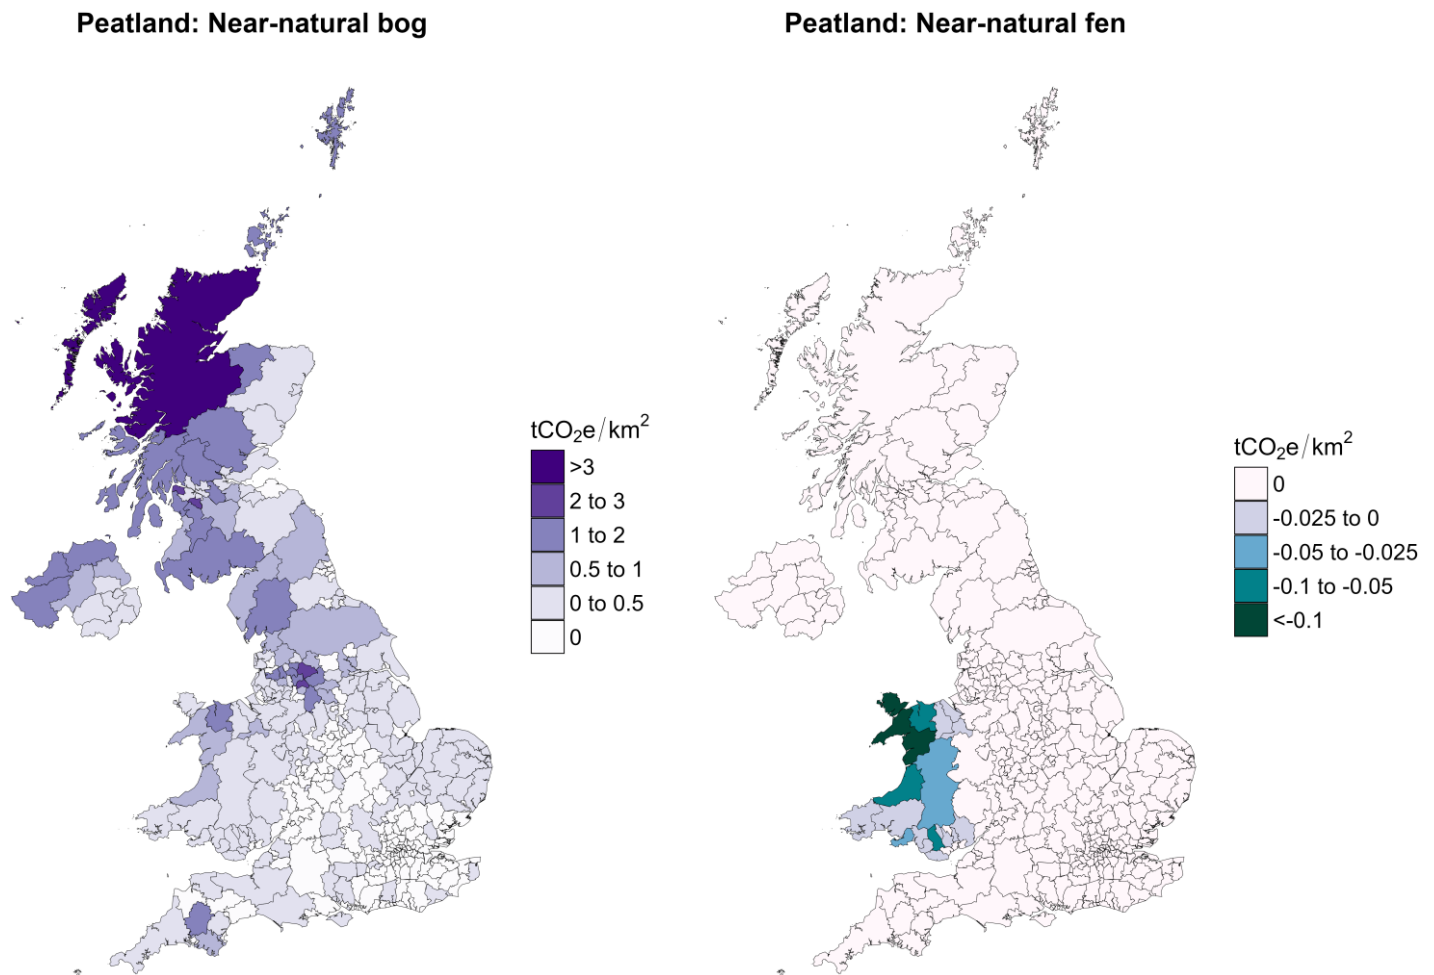 Peatland: Near-natural bog
Peatland: Near-natural fen
tCO₂e/km²
>3
2 to 3
1 to 2
0.5 to 1
0 to 0.5
0
tCO₂e/km²
0
-0.025 to 0
-0.05 to -0.025
-0.1 to -0.05
<-0.1